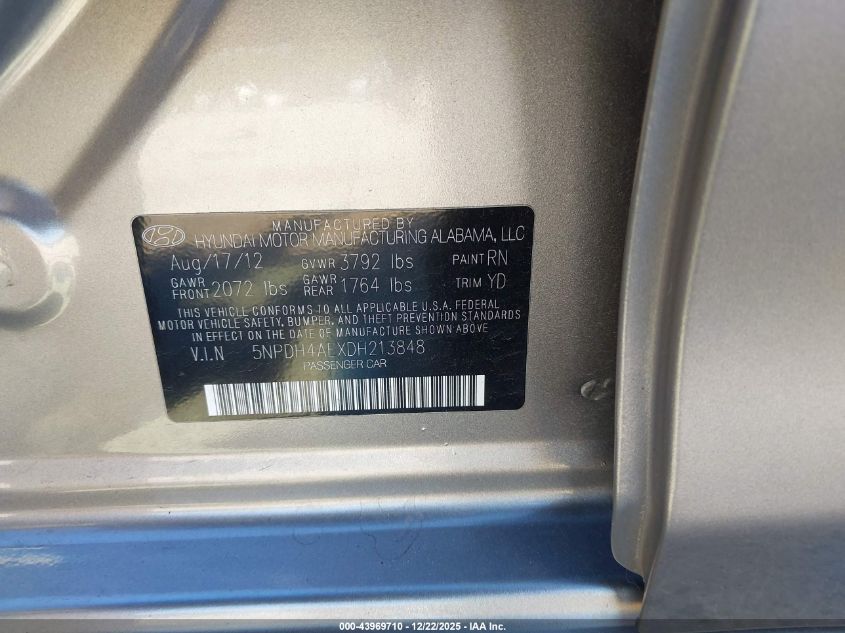 MANUFACTURED BY
HYUNDAI MOTOR MANUFACTURING ALABAMA, LLC
Aug/17/12 GVWR 3792 lbs PAINT RN
GAWR FRONT 2072 lbs GAWR REAR 1764 lbs TRIM YD
THIS VEHICLE CONFORMS TO ALL APPLICABLE U.S.A. FEDERAL
MOTOR VEHICLE SAFETY, BUMPER, AND THEFT PREVENTION STANDARDS
IN EFFECT ON THE DATE OF MANUFACTURE SHOWN ABOVE
V.I.N 5NPDH4AEXDH213848
PASSENGER CAR
000-43969710 - 12/22/2025 - IAA Inc.